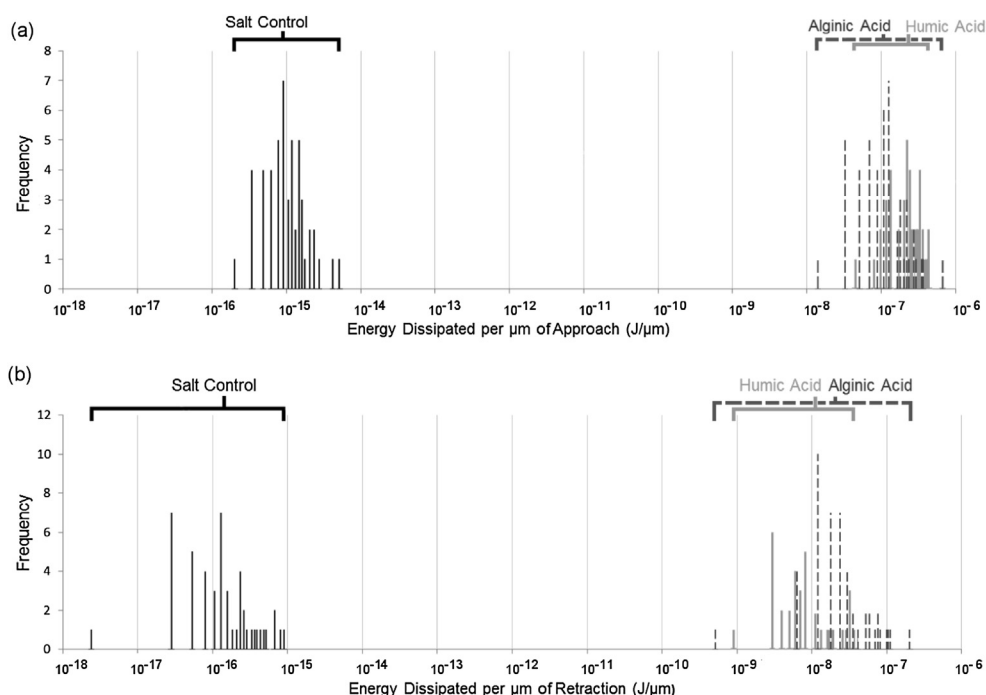 (a)
Salt Control
Alginic Acid Humic Acid
Frequency
8
7
6
5
4
3
2
1
0
10-18 10-17 10-16 10-15 10-14 10-13 10-12 10-11 10-10 10-9 10-8 10-7 10-6
Energy Dissipated per µm of Approach (J/µm)
(b)
Salt Control
Humic Acid Alginic Acid
Frequency
12
10
8
6
4
2
0
10-18 10-17 10-16 10-15 10-14 10-13 10-12 10-11 10-10 10-9 10-8 10-7 10-6
Energy Dissipated per µm of Retraction (J/µm)